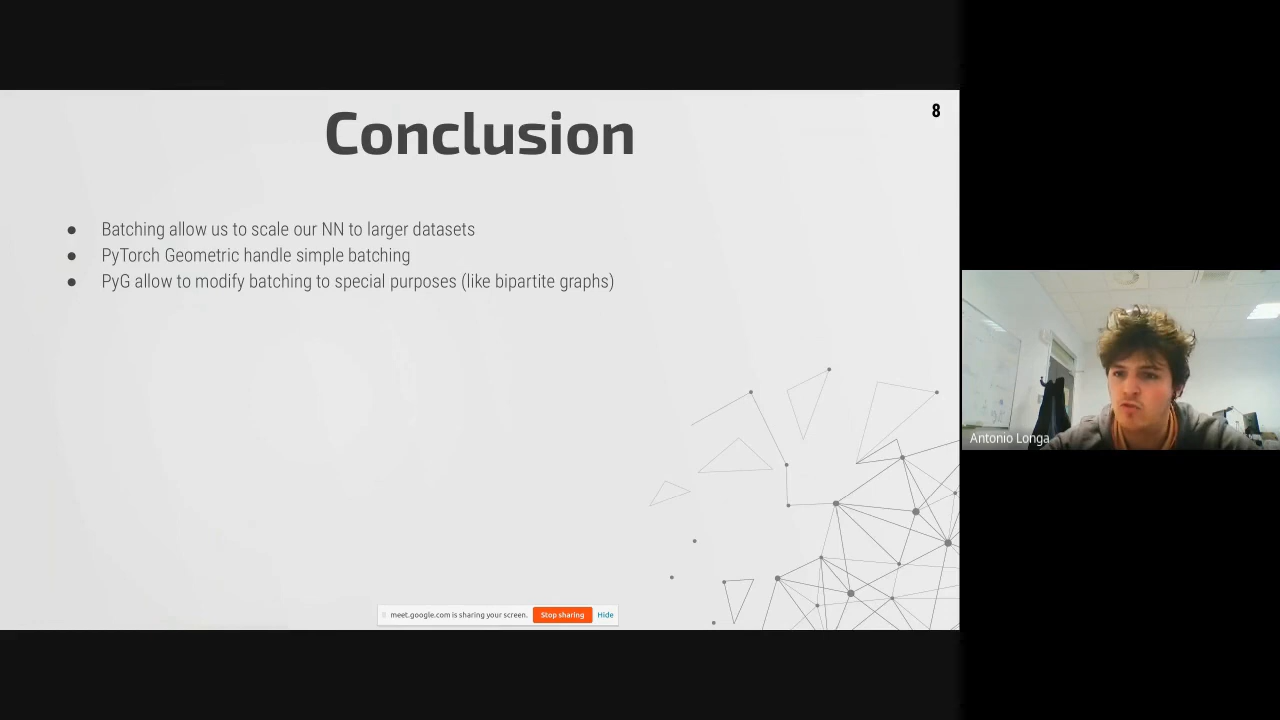 Conclusion
8
● Batching allow us to scale our NN to larger datasets
● PyTorch Geometric handle simple batching
● PyG allow to modify batching to special purposes (like bipartite graphs)
Antonio Longa
meet.google.com is sharing your screen. Stop sharing Hide